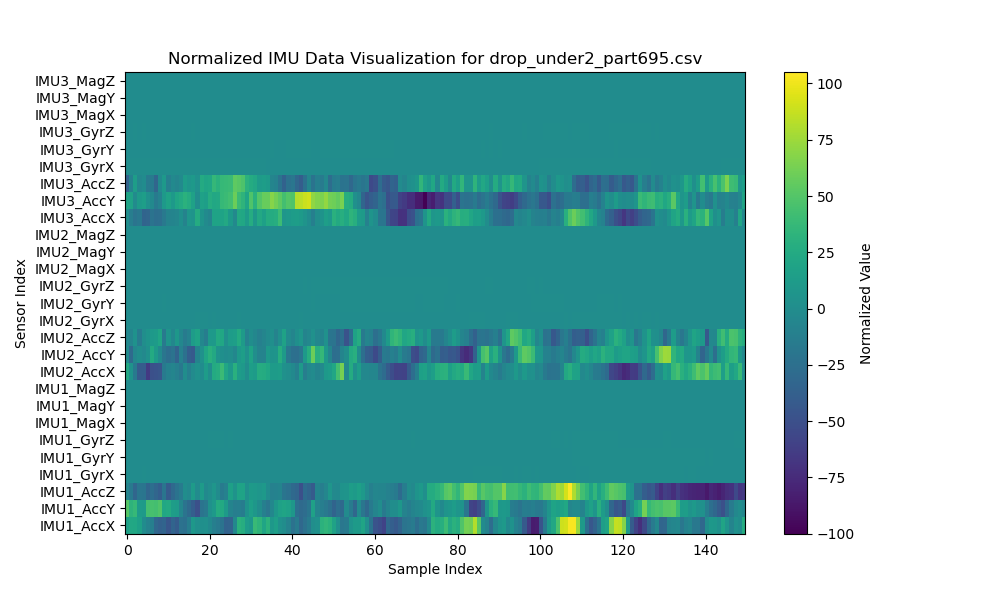 Normalized IMU Data Visualization for drop_under2_part695.csv
IMU3_MagZ
IMU3_MagY
IMU3_MagX
IMU3_GyrZ
IMU3_GyrY
IMU3_GyrX
IMU3_AccZ
IMU3_AccY
IMU3_AccX
IMU2_MagZ
IMU2_MagY
IMU2_MagX
IMU2_GyrZ
IMU2_GyrY
IMU2_GyrX
IMU2_AccZ
IMU2_AccY
IMU2_AccX
IMU1_MagZ
IMU1_MagY
IMU1_MagX
IMU1_GyrZ
IMU1_GyrY
IMU1_GyrX
IMU1_AccZ
IMU1_AccY
IMU1_AccX
Sensor Index
0 20 40 60 80 100 120 140
Sample Index
100
75
50
25
0
−25
−50
−75
−100
Normalized Value